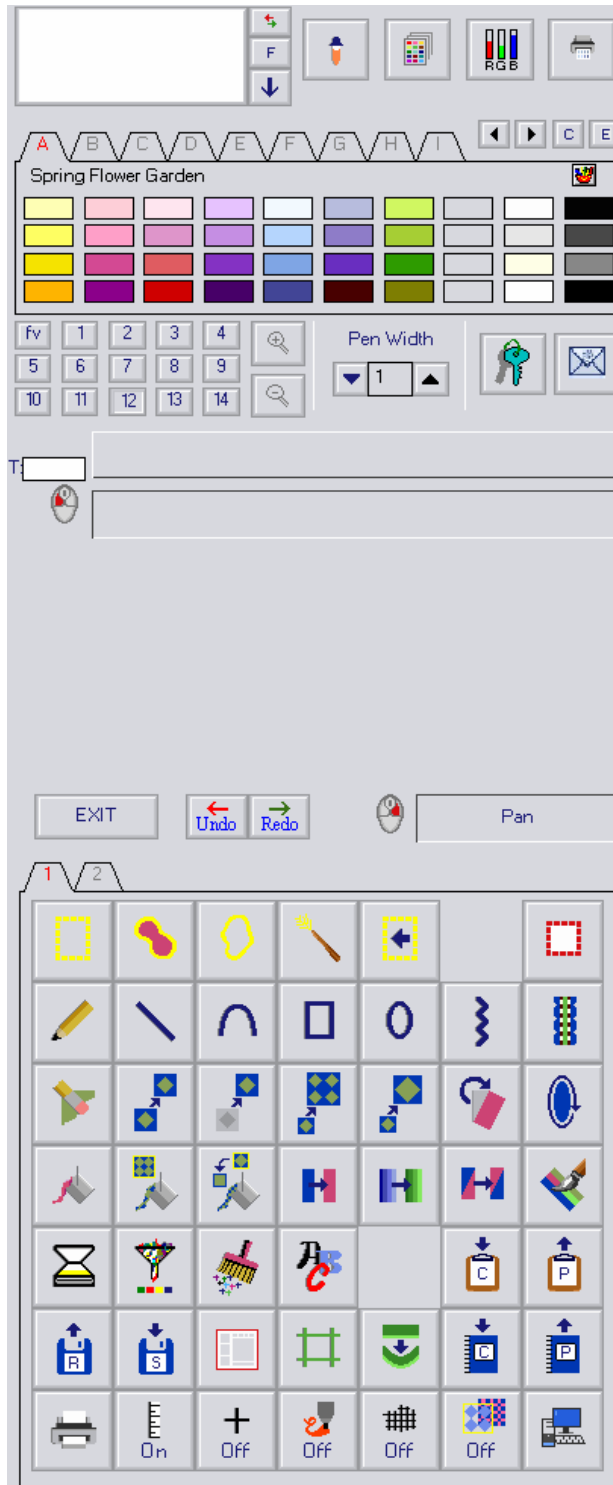 F
RGB
A B C D E F G H I C E
Spring Flower Garden
fv 1 2 3 4
5 6 7 8 9
10 11 12 13 14
Pen Width
1
T:
EXIT
Undo Redo
Pan
1 2
ABC
C P
R S C P
On Off Off Off Off